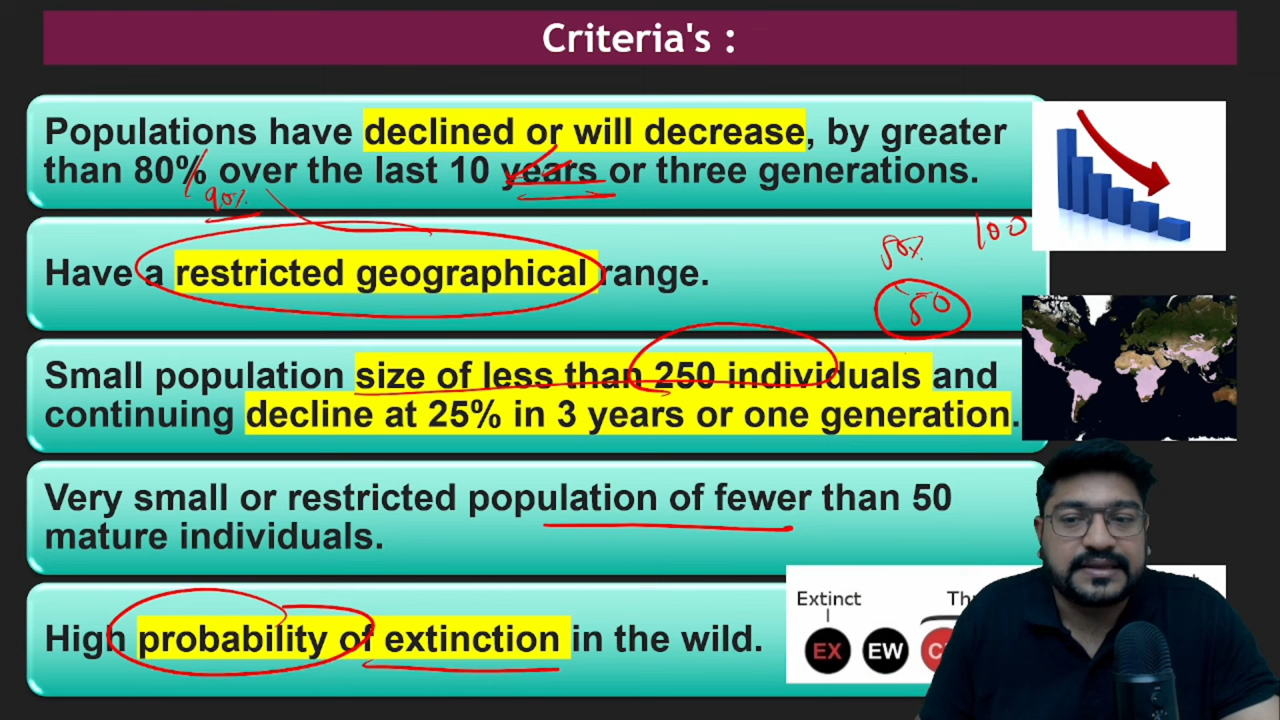 Criteria's :
Populations have declined or will decrease, by greater
than 80% over the last 10 years or three generations.
90%
Have a restricted geographical range.
100
80
Small population size of less than 250 individuals and
continuing decline at 25% in 3 years or one generation.
Very small or restricted population of fewer than 50
mature individuals.
High probability of extinction in the wild.
Extinct
EX EW